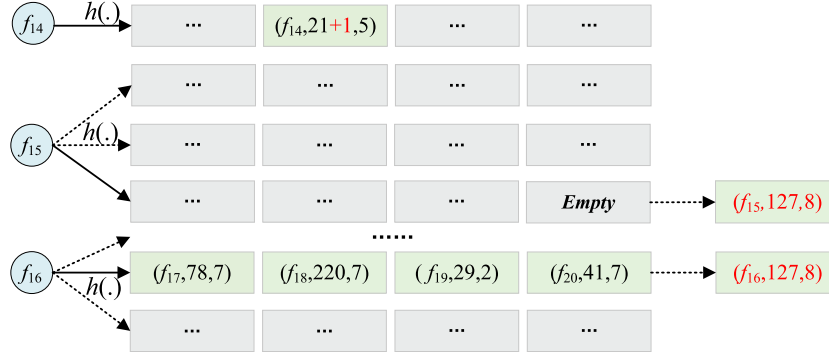 f14 h(.) ... (f14,21+1,5) ... ...
... ... ... ...
f15 h(.) ... ... ... ...
... ... ... Empty (f15,127,8)
......
f16 h(.) (f17,78,7) (f18,220,7) (f19,29,2) (f20,41,7) (f16,127,8)
... ... ... ...